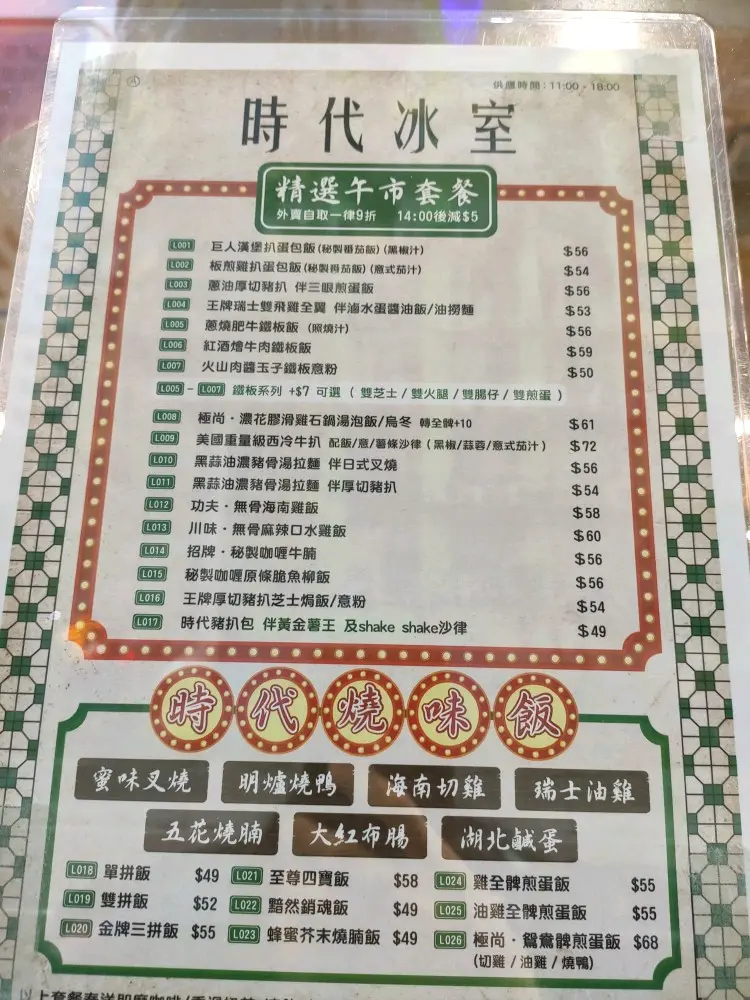 供應時間：11:00 - 18:00
時代冰室
精選午市套餐
外賣自取一律9折 14:00後減$5
L001 巨人漢堡扒蛋包飯(秘製番茄飯)(黑椒汁) $56
L002 板煎雞扒蛋包飯(秘製番茄飯)(意式茄汁) $54
L003 蔥油厚切豬扒 伴三眼煎蛋飯 $56
L004 王牌瑞士雙飛雞全翼 伴滷水蛋醬油飯/油撈麵 $53
L005 蔥燒肥牛鐵板飯 (照燒汁) $56
L006 紅酒燴牛肉鐵板飯 $59
L007 火山肉醬玉子鐵板意粉 $50
L005 - L007 鐵板系列 +$7 可選（雙芝士/雙火腿/雙腸仔/雙煎蛋）
L008 極尚・濃花膠滑雞石鍋湯泡飯/烏冬 轉全髀+10 $61
L009 美國重量級西冷牛扒 配飯/意/薯條沙律(黑椒/蒜蓉/意式茄汁) $72
L010 黑蒜油濃豬骨湯拉麵 伴日式叉燒 $56
L011 黑蒜油濃豬骨湯拉麵 伴厚切豬扒 $54
L012 功夫・無骨海南雞飯 $58
L013 川味・無骨麻辣口水雞飯 $60
L014 招牌・秘製咖喱牛腩 $56
L015 秘製咖喱原條脆魚柳飯 $56
L016 王牌厚切豬扒芝士焗飯/意粉 $54
L017 時代豬扒包 伴黃金薯王 及shake shake沙律 $49
時代燒味飯
蜜味叉燒 明爐燒鴨 海南切雞 瑞士油雞
五花燒腩 大紅布腸 湖北鹹蛋
L018 單拼飯 $49 L021 至尊四寶飯 $58 L024 雞全髀煎蛋飯 $55
L019 雙拼飯 $52 L022 黯然銷魂飯 $49 L025 油雞全髀煎蛋飯 $55
L020 金牌三拼飯 $55 L023 蜂蜜芥末燒腩飯 $49 L026 極尚・鴛鴦髀煎蛋飯 $68
(切雞/油雞/燒鴨)